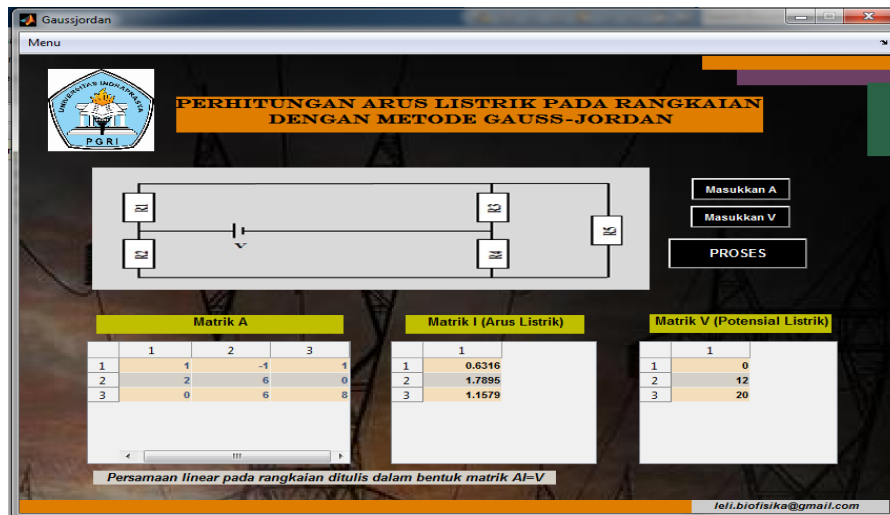 Gaussjordan
Menu
UNIVERSITAS INDRAPRASTA
PGRI
PERHITUNGAN ARUS LISTRIK PADA RANGKAIAN
DENGAN METODE GAUSS-JORDAN
R1
R3
R5
V
R2
R4
Masukkan A
Masukkan V
PROSES
Matrik A
1 2 3
1 1 -1 1
2 2 6 0
3 0 6 8
Matrik I (Arus Listrik)
1
1 0.6316
2 1.7895
3 1.1579
Matrik V (Potensial Listrik)
1
1 0
2 12
3 20
Persamaan linear pada rangkaian ditulis dalam bentuk matrik AI=V
leli.biofisika@gmail.com